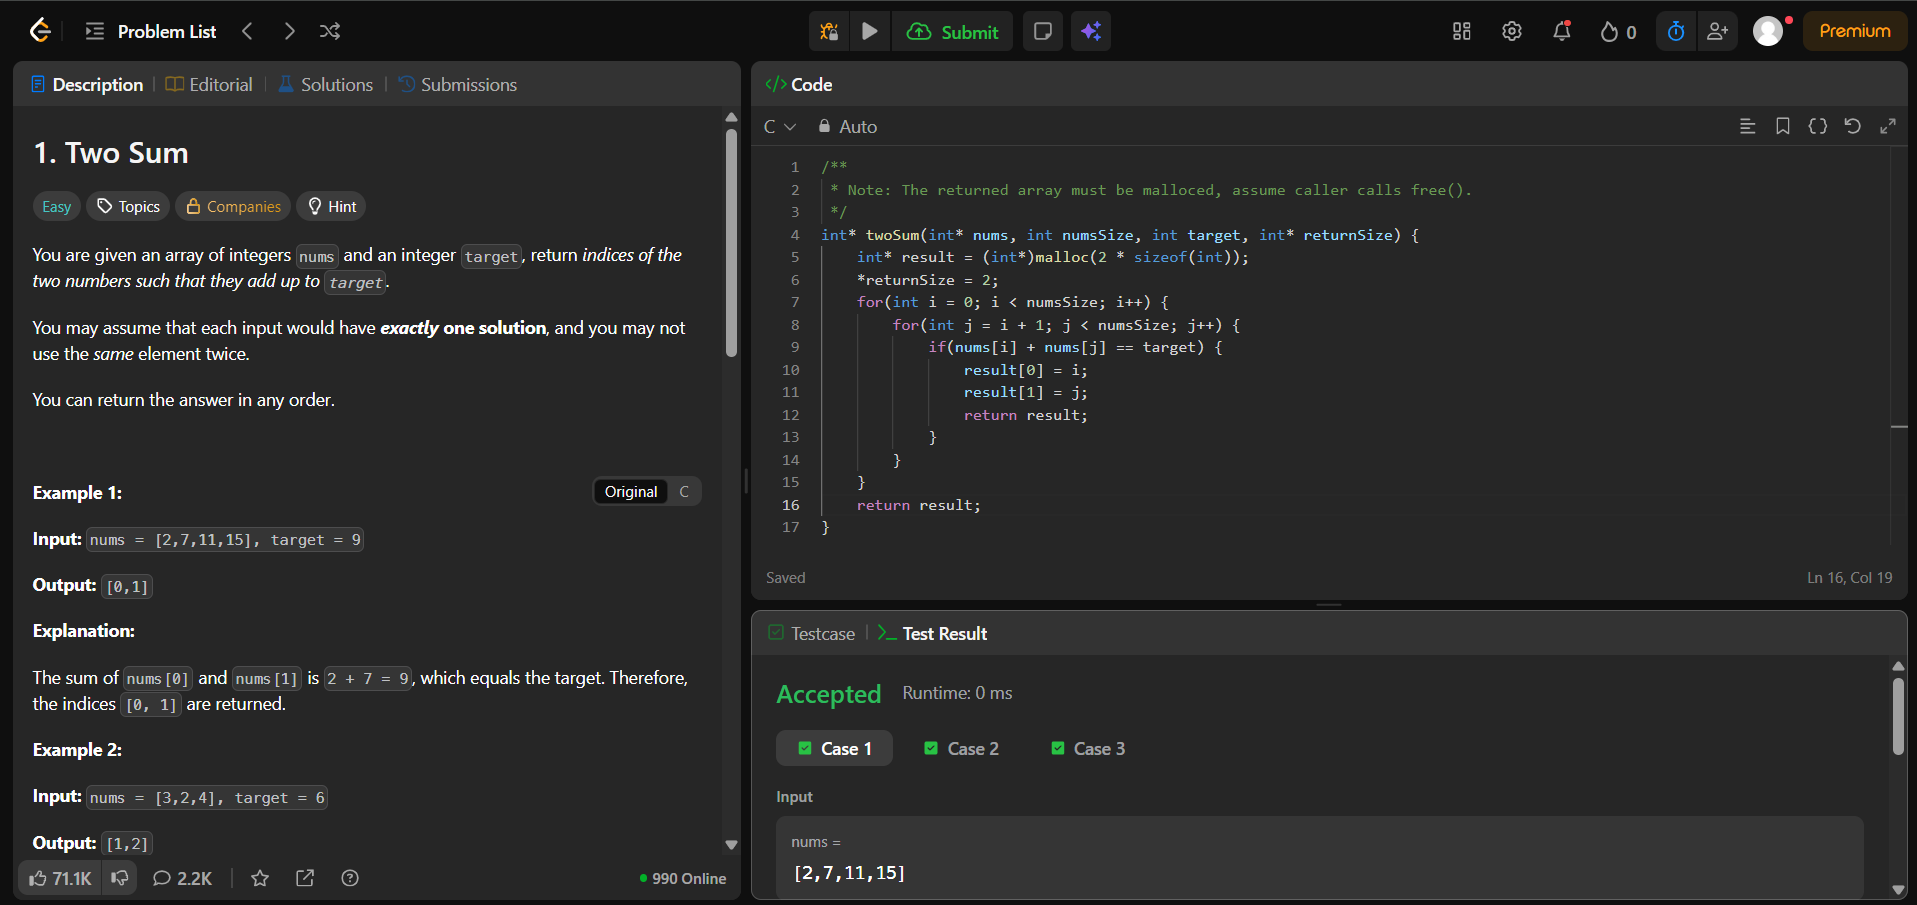 Problem List
Submit
0
Premium
Description
Editorial
Solutions
Submissions
1. Two Sum
Easy
Topics
Companies
Hint
You are given an array of integers nums and an integer target, return indices of the
two numbers such that they add up to target.
You may assume that each input would have exactly one solution, and you may not
use the same element twice.
You can return the answer in any order.
Example 1:
Original C
Input: nums = [2,7,11,15], target = 9
Output: [0,1]
Explanation:
The sum of nums[0] and nums[1] is 2 + 7 = 9, which equals the target. Therefore,
the indices [0, 1] are returned.
Example 2:
Input: nums = [3,2,4], target = 6
Output: [1,2]
71.1K
2.2K
990 Online
</> Code
C
Auto
1 /**
2  * Note: The returned array must be malloced, assume caller calls free().
3  */
4 int* twoSum(int* nums, int numsSize, int target, int* returnSize) {
5     int* result = (int*)malloc(2 * sizeof(int));
6     *returnSize = 2;
7     for(int i = 0; i < numsSize; i++) {
8         for(int j = i + 1; j < numsSize; j++) {
9             if(nums[i] + nums[j] == target) {
10                 result[0] = i;
11                 result[1] = j;
12                 return result;
13             }
14         }
15     }
16     return result;
17 }
Saved
Ln 16, Col 19
Testcase
Test Result
Accepted
Runtime: 0 ms
Case 1
Case 2
Case 3
Input
nums =
[2,7,11,15]